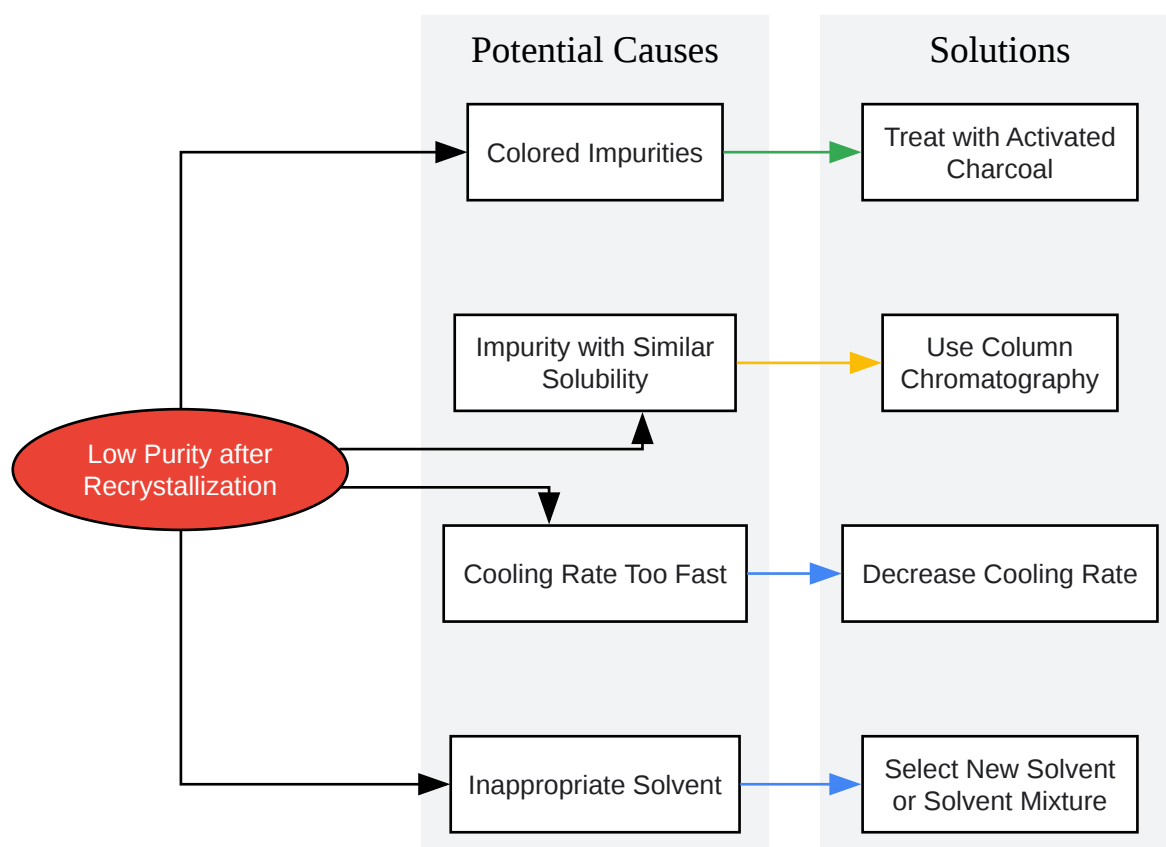 Potential Causes
Solutions
Colored Impurities
Treat with Activated
Charcoal
Impurity with Similar
Solubility
Use Column
Chromatography
Low Purity after
Recrystallization
Cooling Rate Too Fast
Decrease Cooling Rate
Inappropriate Solvent
Select New Solvent
or Solvent Mixture